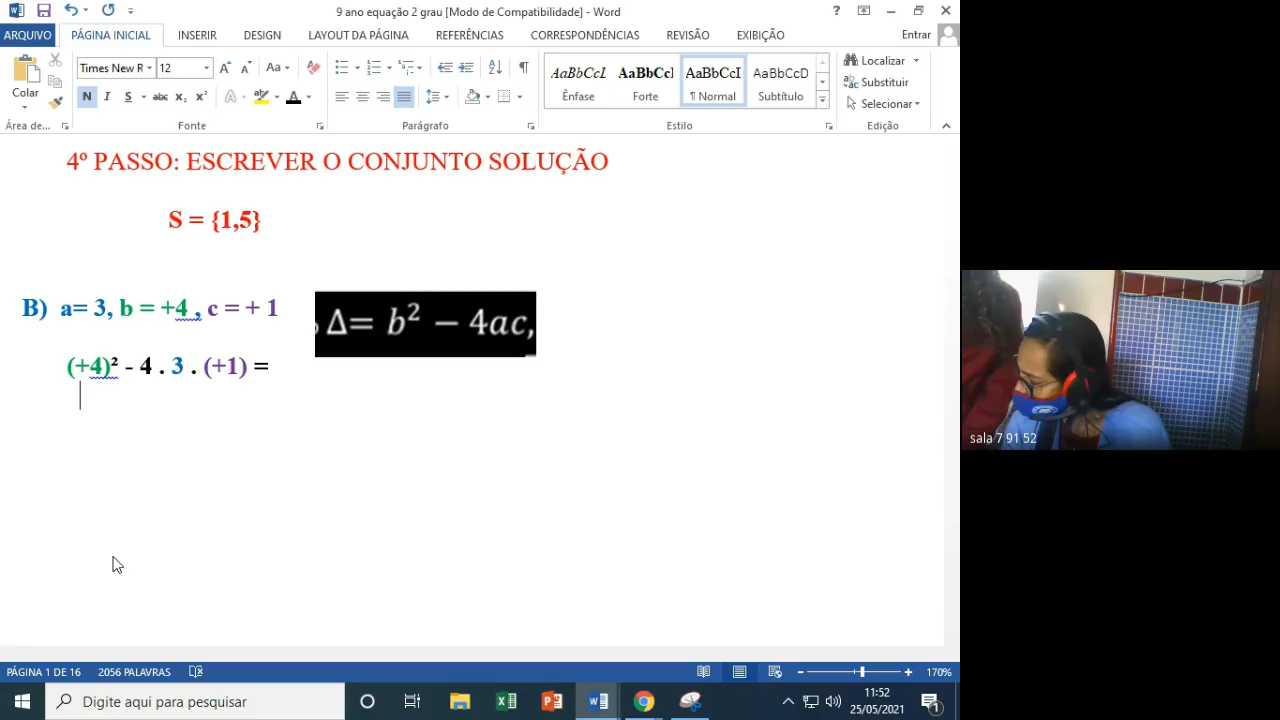 9 ano equação 2 grau [Modo de Compatibilidade] - Word
?
ARQUIVO PÁGINA INICIAL INSERIR DESIGN LAYOUT DA PÁGINA REFERÊNCIAS CORRESPONDÊNCIAS REVISÃO EXIBIÇÃO Entrar
Colar
Times New R 12
N I S abc x₂ x²
AaBbCcI AaBbCcI AaBbCcI AaBbCcD
Ênfase Forte ¶ Normal Subtítulo
Localizar
Substituir
Selecionar
Área de... Fonte Parágrafo Estilo Edição
4º PASSO: ESCREVER O CONJUNTO SOLUÇÃO
S = {1,5}
B) a= 3, b = +4 , c = + 1
Δ= b² − 4ac,
(+4)² - 4 . 3 . (+1) =
sala 7 91 52
PÁGINA 1 DE 16 2056 PALAVRAS 170%
Digite aqui para pesquisar
11:52
25/05/2021
1